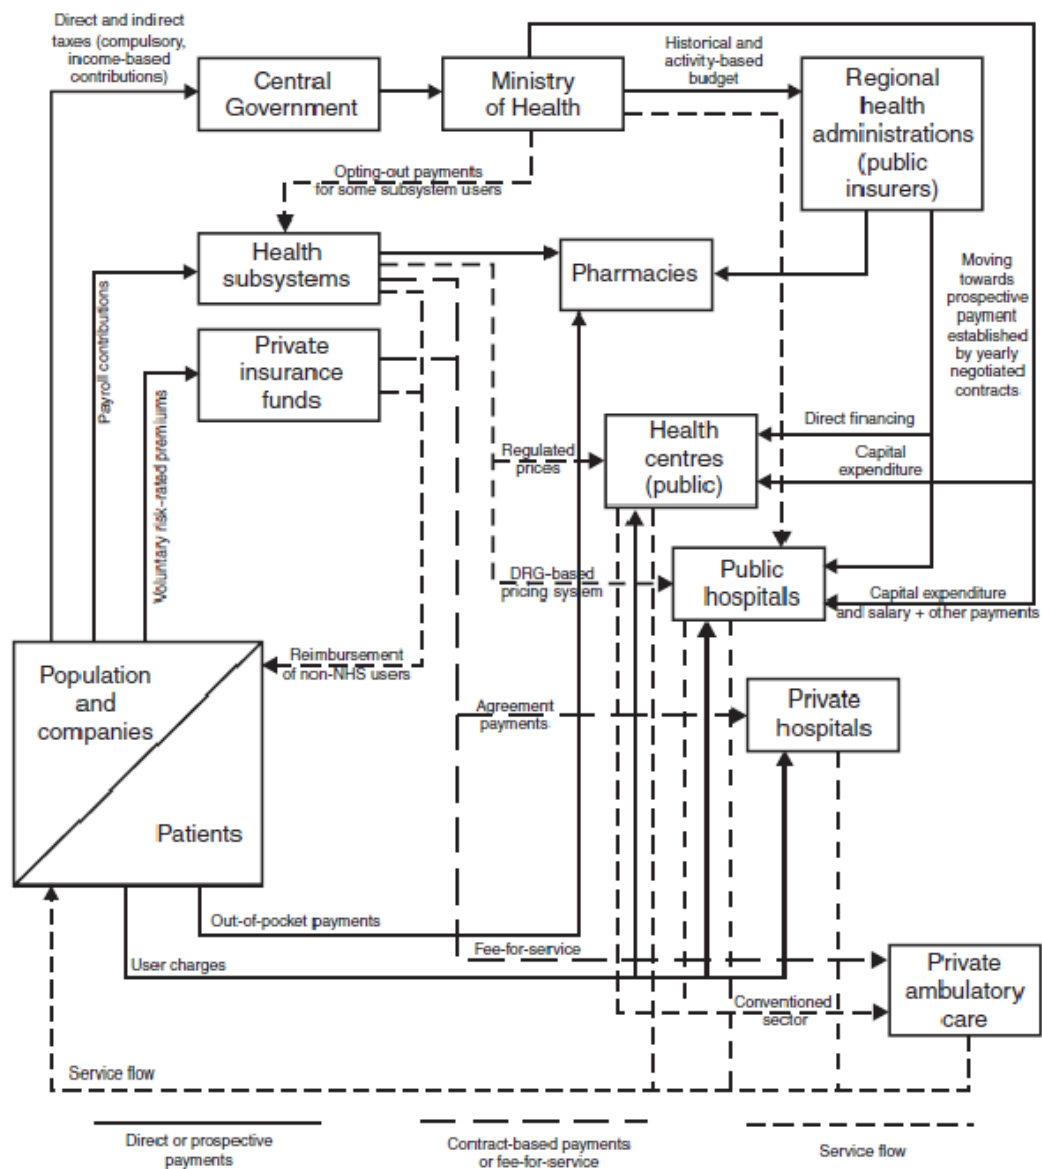 Direct and indirect
taxes (compulsory,
income-based
contributions)
Central
Government
Ministry
of Health
Historical and
activity-based
budget
Regional
health
administrations
(public
insurers)
Opting-out payments
for some subsystem users
Health
subsystems
Pharmacies
Moving
towards
prospective
payment
established
by yearly
negotiated
contracts
Payroll contributions
Voluntary risk-rated premiums
Private
insurance
funds
Direct financing
Health
centres
(public)
Regulated
prices
Capital
expenditure
DRG-based
pricing system
Public
hospitals
Capital expenditure
and salary + other payments
Population
and
companies
Reimbursement
of non-NHS users
Agreement
payments
Private
hospitals
Patients
Out-of-pocket payments
Fee-for-service
User charges
Private
ambulatory
care
Conventioned
sector
Service flow
Direct or prospective
payments
Contract-based payments
or fee-for-service
Service flow